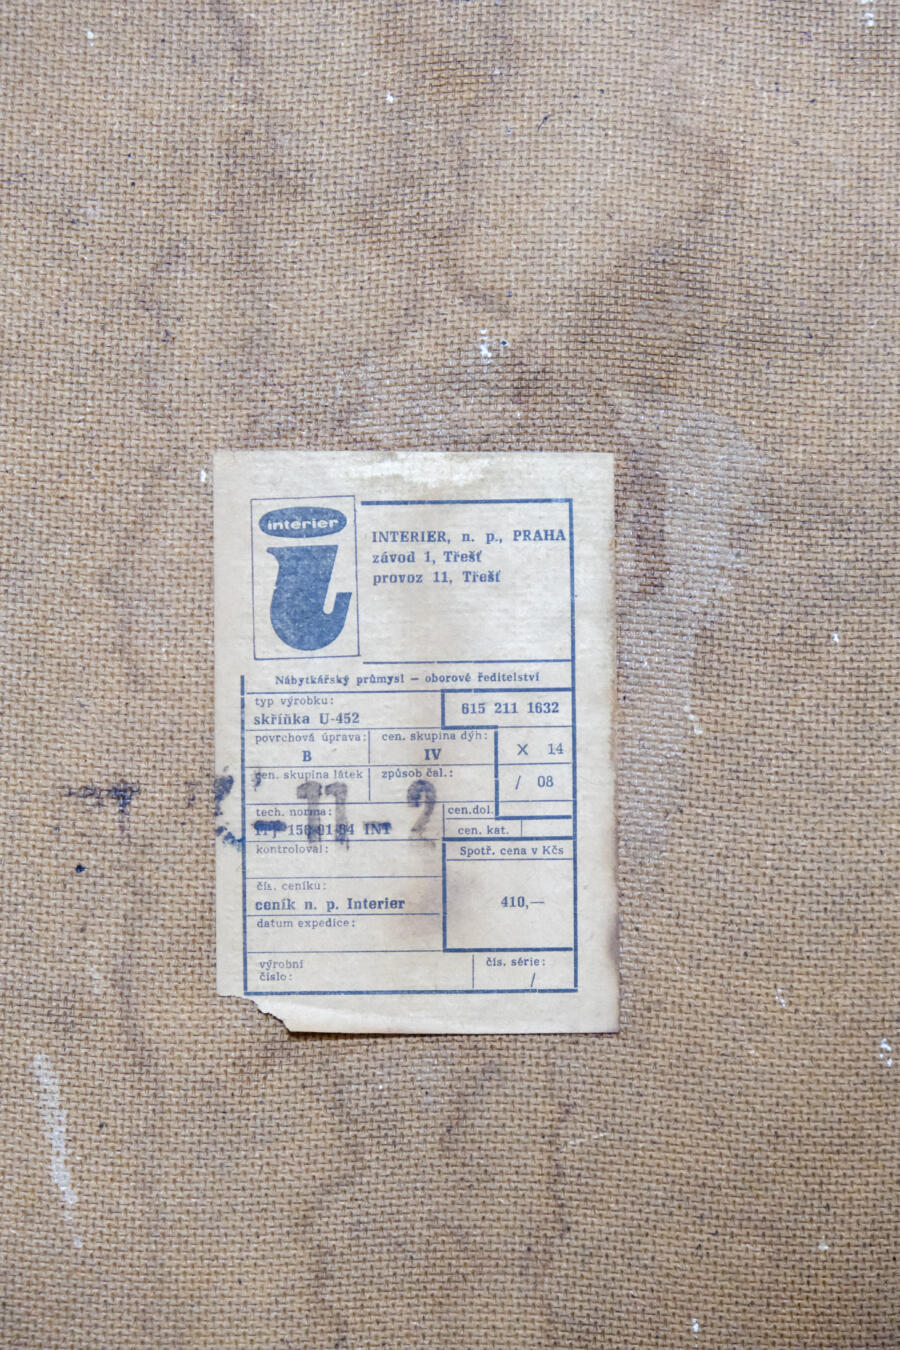 interier
INTERIER, n. p., PRAHA
závod 1, Třešť
provoz 11, Třešť
Nábytkářský průmysl — oborové ředitelství
typ výrobku:
skříňka U-452
615 211 1632
povrchová úprava:
B
cen. skupina dýh:
IV
X 14
cen. skupina látek
způsob čal.:
/ 08
tech. norma:
INT
cen.dol.
cen. kat.
kontroloval:
Spotř. cena v Kčs
410,—
čís. ceníku:
ceník n. p. Interier
datum expedice:
výrobní
číslo:
čís. série:
/